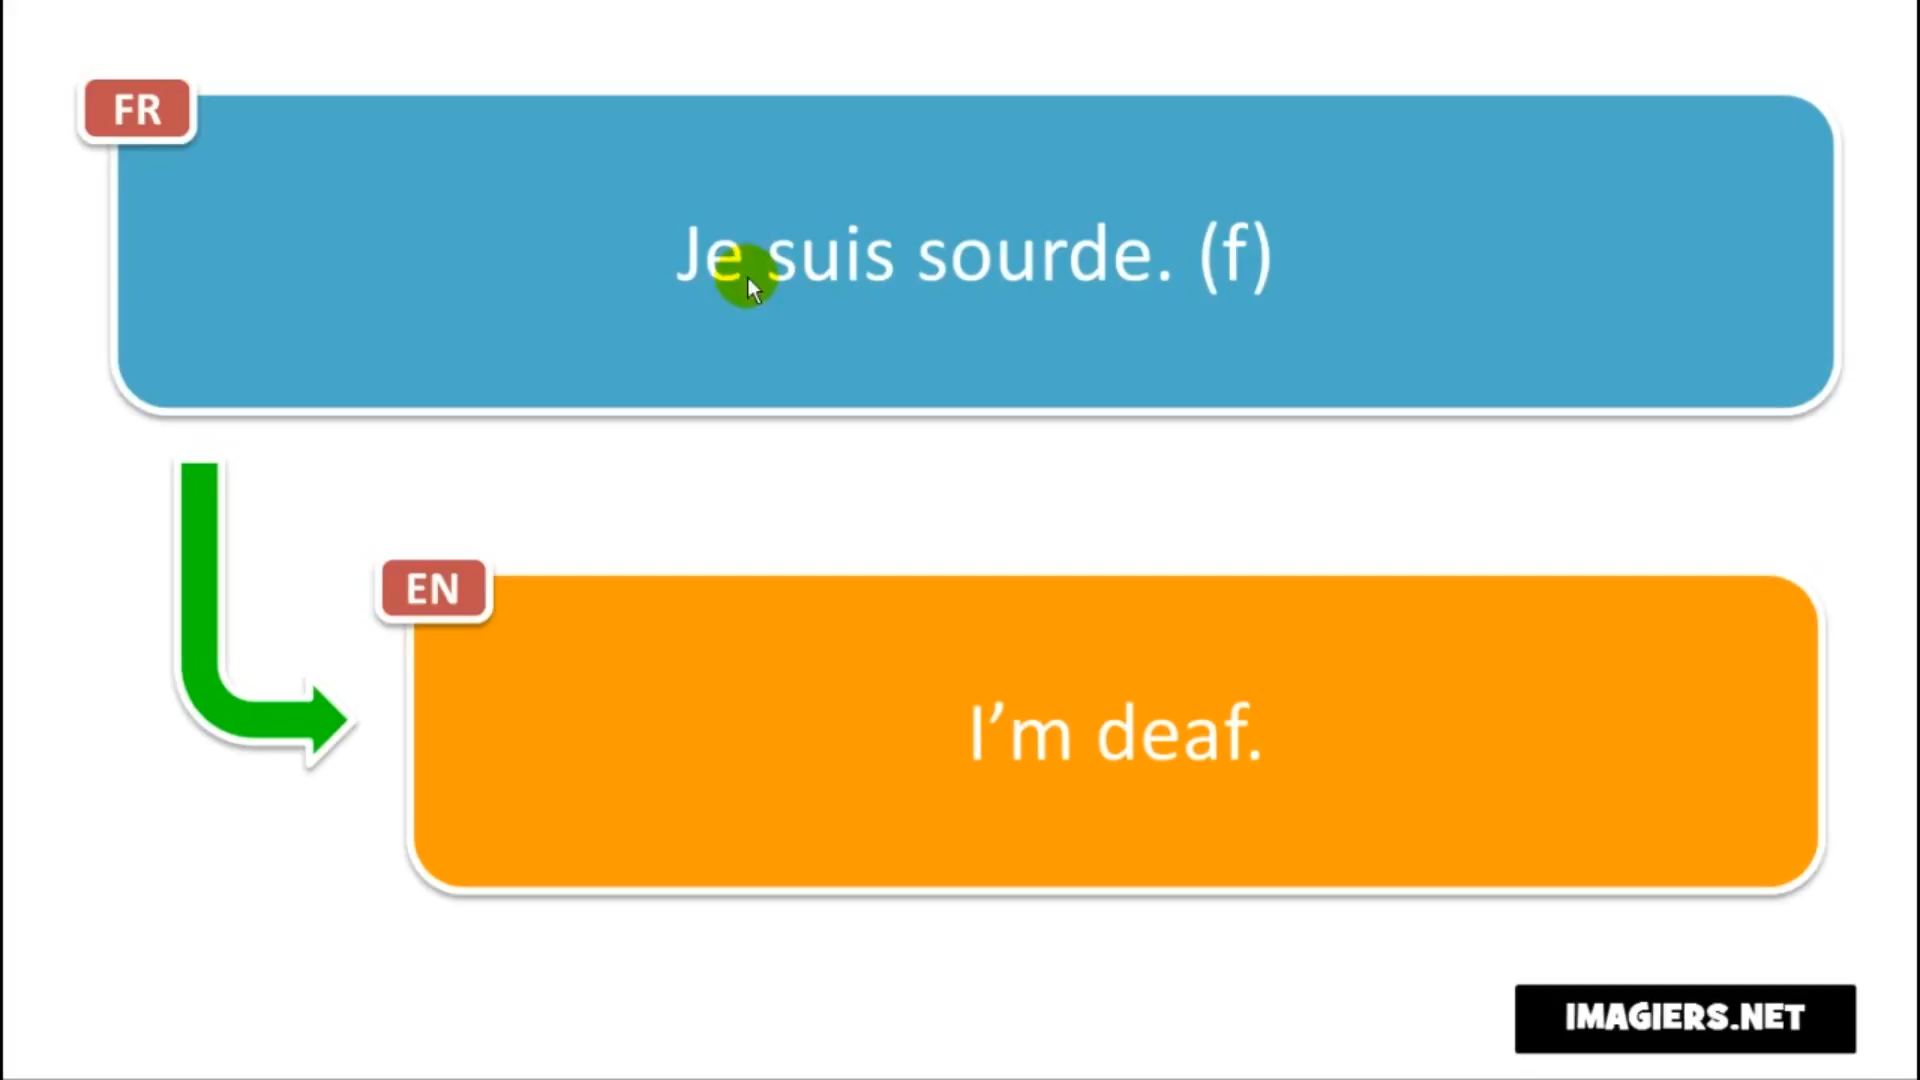 FR
Je suis sourde. (f)
EN
I’m deaf.
IMAGIERS.NET